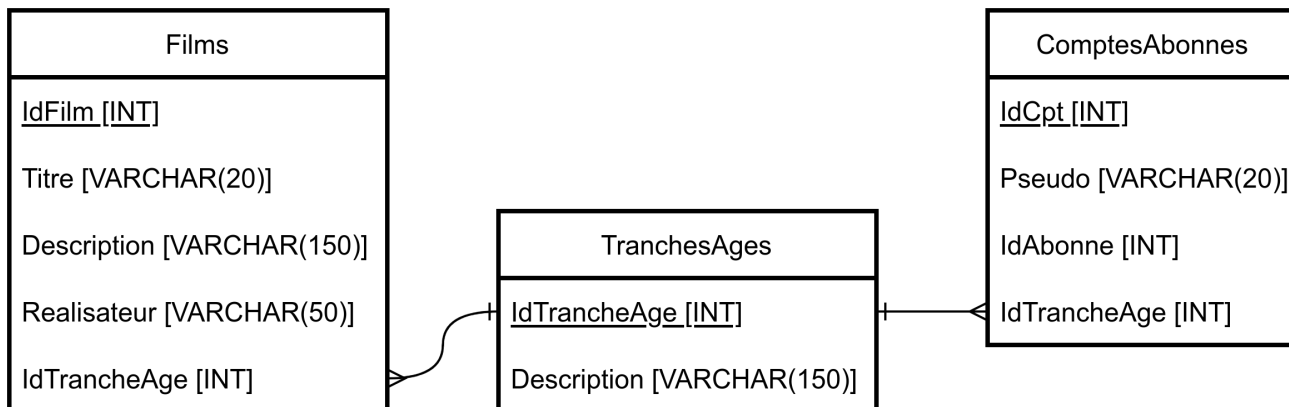 Films
IdFilm [INT]
Titre [VARCHAR(20)]
Description [VARCHAR(150)]
Realisateur [VARCHAR(50)]
IdTrancheAge [INT]
TranchesAges
IdTrancheAge [INT]
Description [VARCHAR(150)]
ComptesAbonnes
IdCpt [INT]
Pseudo [VARCHAR(20)]
IdAbonne [INT]
IdTrancheAge [INT]